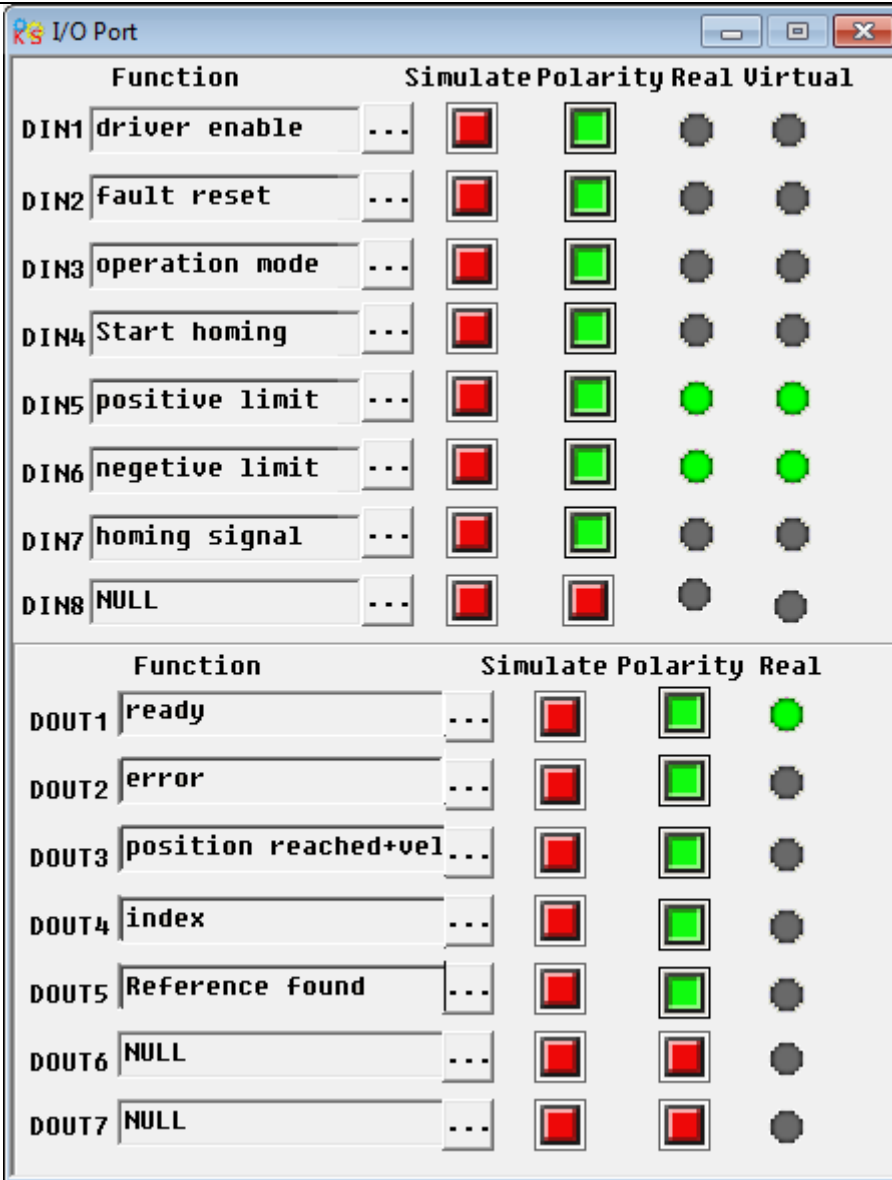 KS I/O Port
Function Simulate Polarity Real Virtual
DIN1 driver enable ...
DIN2 fault reset ...
DIN3 operation mode ...
DIN4 Start homing ...
DIN5 positive limit ...
DIN6 negetive limit ...
DIN7 homing signal ...
DIN8 NULL ...
Function Simulate Polarity Real
DOUT1 ready ...
DOUT2 error ...
DOUT3 position reached+vel ...
DOUT4 index ...
DOUT5 Reference found ...
DOUT6 NULL ...
DOUT7 NULL ...